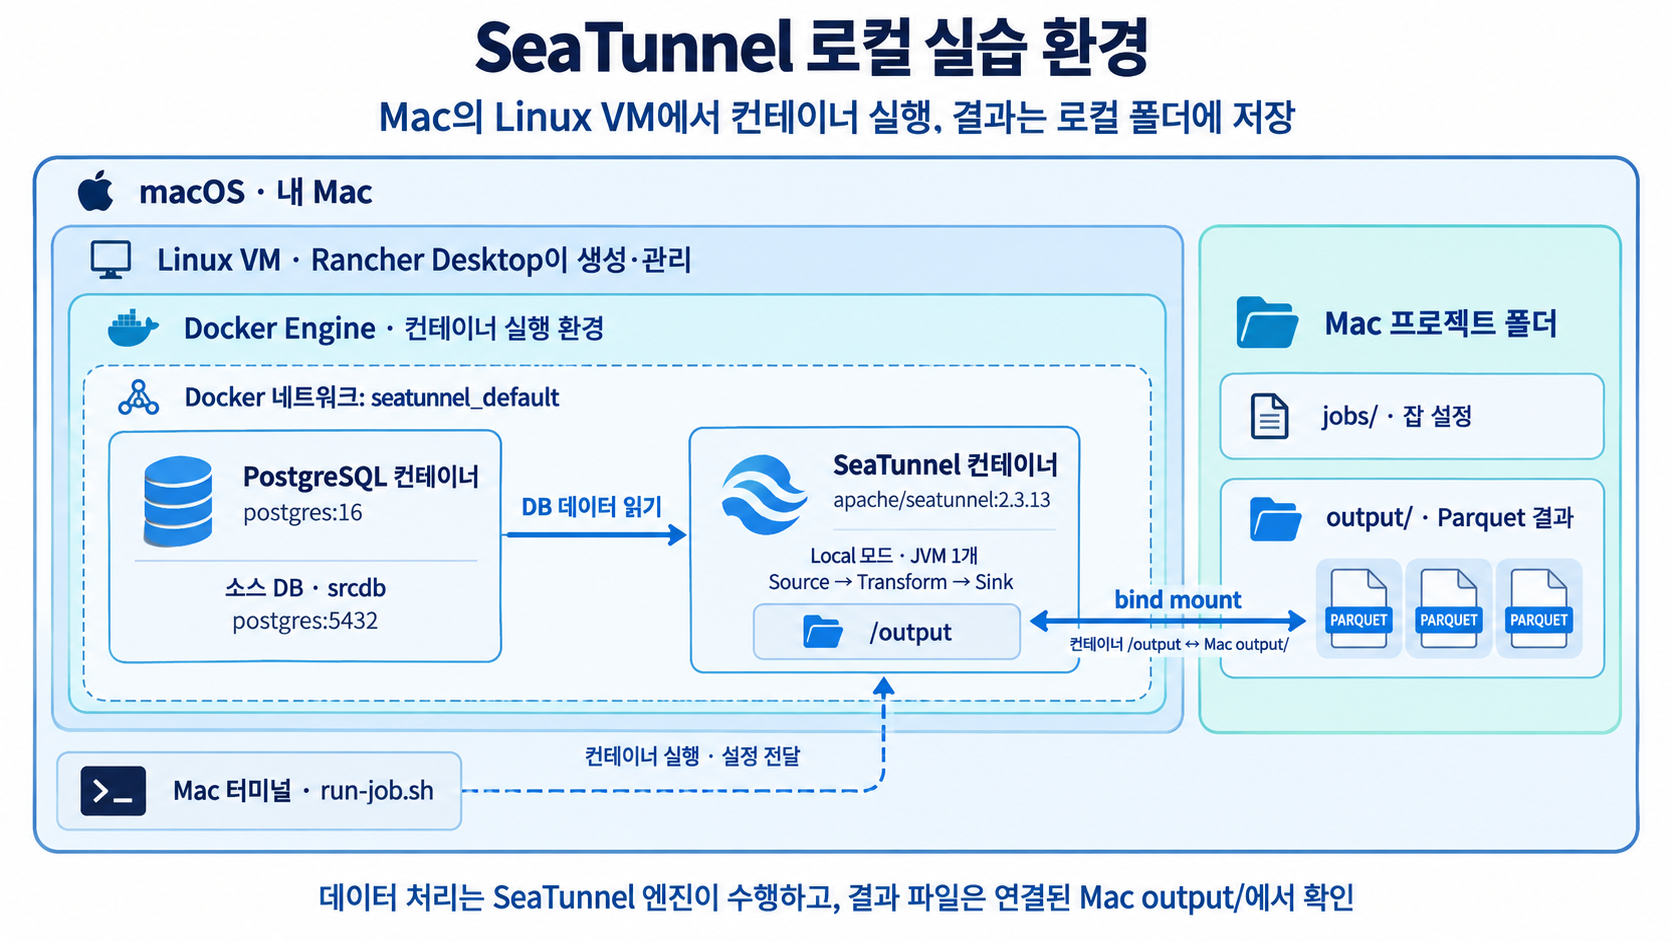 SeaTunnel 로컬 실습 환경
Mac의 Linux VM에서 컨테이너 실행, 결과는 로컬 폴더에 저장
macOS · 내 Mac
Linux VM · Rancher Desktop이 생성·관리
Docker Engine · 컨테이너 실행 환경
Docker 네트워크: seatunnel_default
PostgreSQL 컨테이너
postgres:16
소스 DB · srcdb
postgres:5432
DB 데이터 읽기
SeaTunnel 컨테이너
apache/seatunnel:2.3.13
Local 모드 · JVM 1개
Source → Transform → Sink
/output
bind mount
컨테이너 /output ↔ Mac output/
Mac 프로젝트 폴더
jobs/ · 잡 설정
output/ · Parquet 결과
PARQUET
PARQUET
PARQUET
컨테이너 실행 · 설정 전달
Mac 터미널 · run-job.sh
데이터 처리는 SeaTunnel 엔진이 수행하고, 결과 파일은 연결된 Mac output/에서 확인